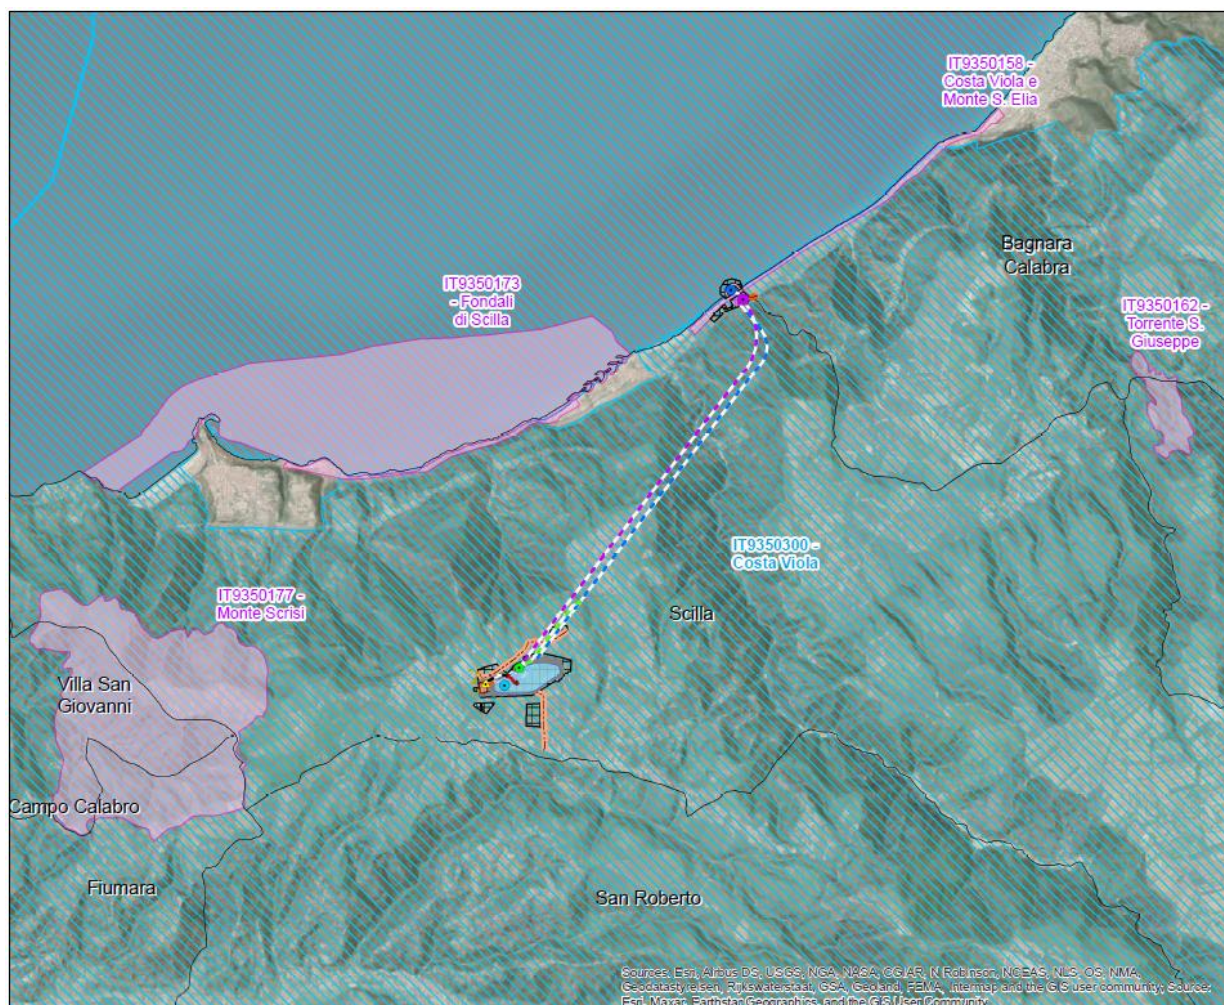 IT9350158 -
Costa Viola e
Monte S. Elia
Bagnara
Calabra
IT9350173
- Fondali
di Scilla
IT9350162 -
Torrente S.
Giuseppe
IT9350300 -
Costa Viola
IT9350177 -
Monte Scrisi
Scilla
Villa San
Giovanni
Campo Calabro
Fiumara
San Roberto
Sources: Esri, Airbus DS, USGS, NGA, NASA, CGIAR, N Robinson, NCEAS, NLS, OS, NMA,
Geodatastyrelsen, Rijkswaterstaat, GSA, Geoland, FEMA, Intermap and the GIS user community; Source:
Esri, Maxar, Earthstar Geographics, and the GIS User Community